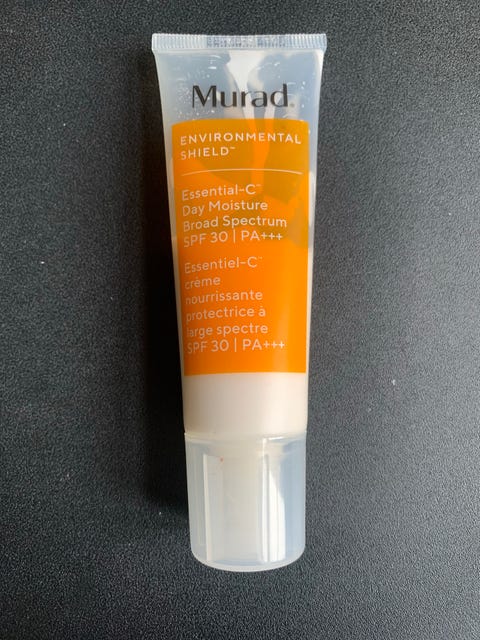 Murad.
ENVIRONMENTAL
SHIELD™
Essential-C™
Day Moisture
Broad Spectrum
SPF 30 | PA+++
Essentiel-C™
crème
nourrissante
protectrice à
large spectre
SPF 30 | PA+++